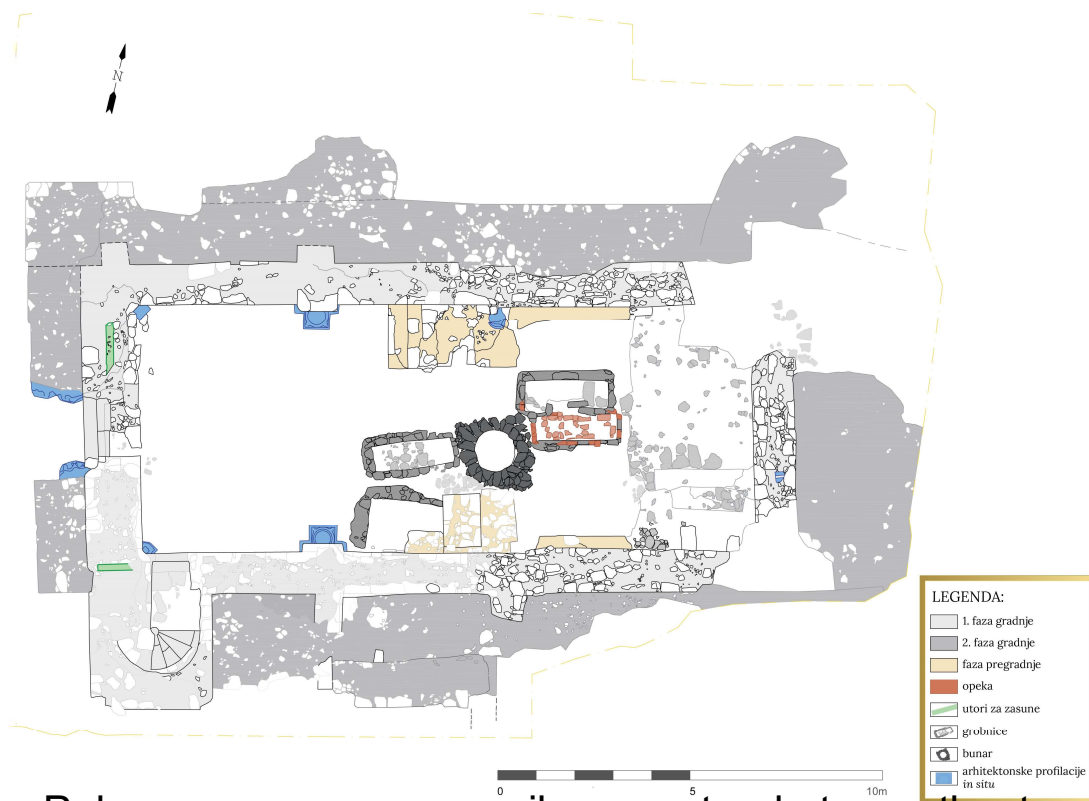 N
LEGENDA:
1. faza gradnje
2. faza gradnje
faza pregradnje
opeka
utori za zasune
grobnice
bunar
arhitektonske profilacije
in situ
0 5 10m